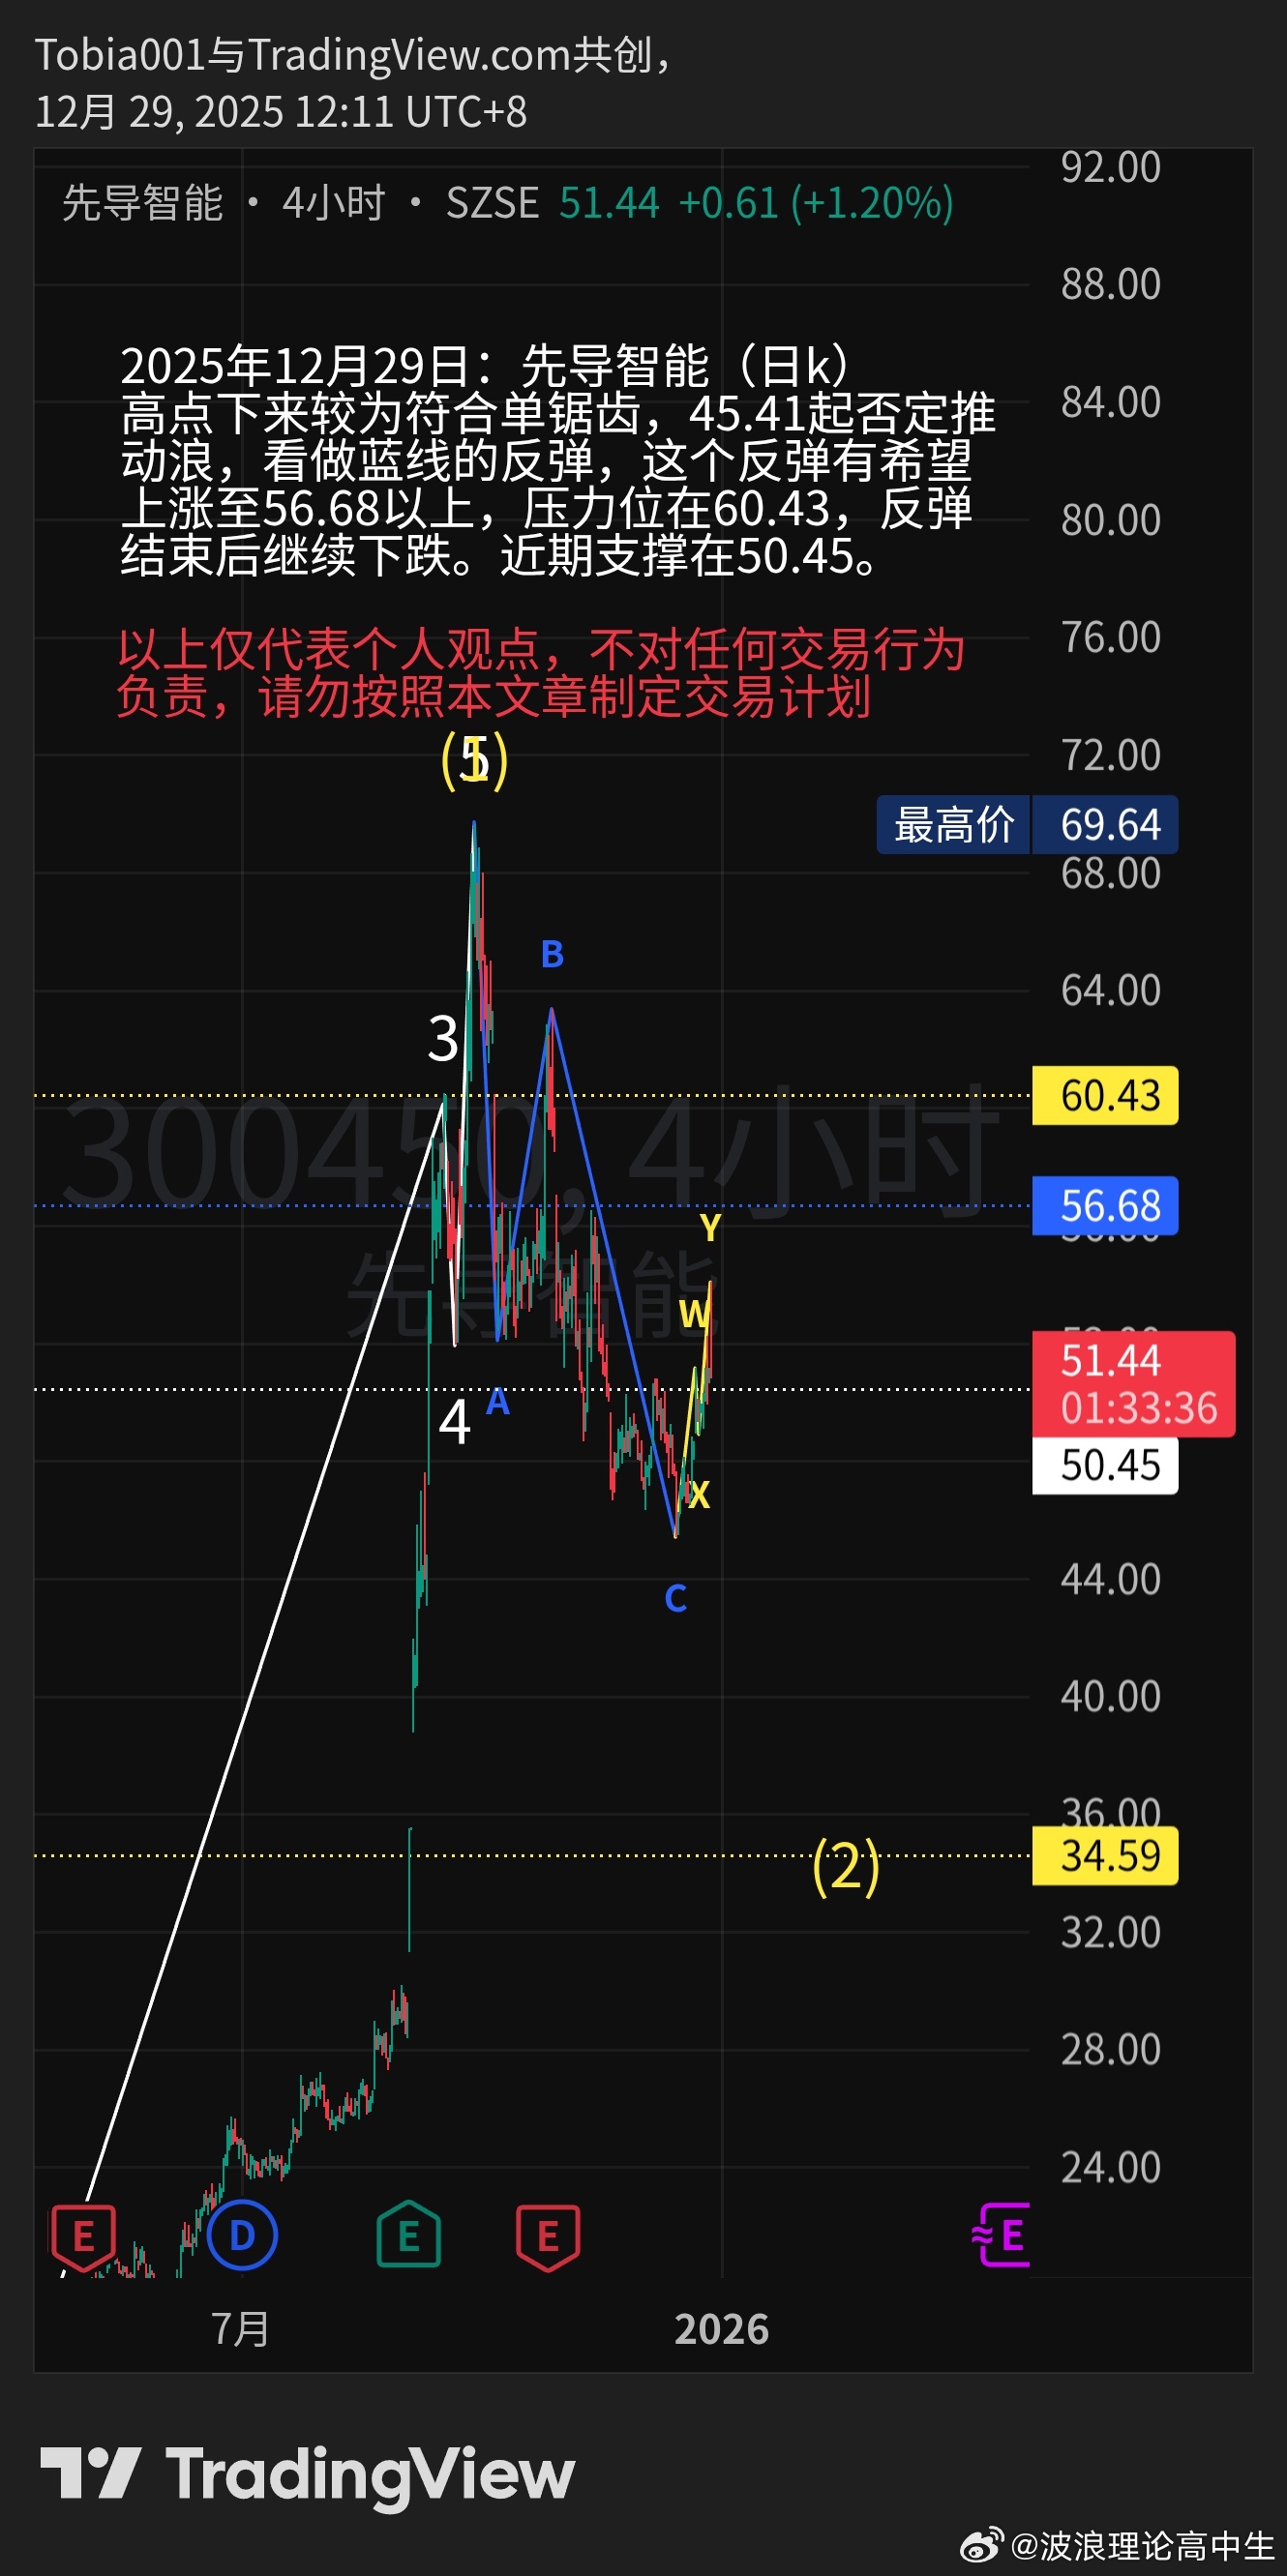 Tobia001与TradingView.com共创，
12月 29, 2025 12:11 UTC+8
92.00
先导智能 · 4小时 · SZSE 51.44 +0.61 (+1.20%)
88.00
2025年12月29日：先导智能（日k）
高点下来较为符合单锯齿，45.41起否定推
动浪，看做蓝线的反弹，这个反弹有希望
上涨至56.68以上，压力位在60.43，反弹
结束后继续下跌。近期支撑在50.45。
84.00
80.00
76.00
以上仅代表个人观点，不对任何交易行为
负责，请勿按照本文章制定交易计划
72.00
(1)
5
最高价 69.64
68.00
B
64.00
3
60.43
300450, 4小时
56.68
先导智能
Y
W
51.44
01:33:36
50.45
4
A
X
44.00
C
40.00
36.00
34.59
(2)
32.00
28.00
24.00
E
D
E
E
≈E
7月
2026
TradingView
@波浪理论高中生